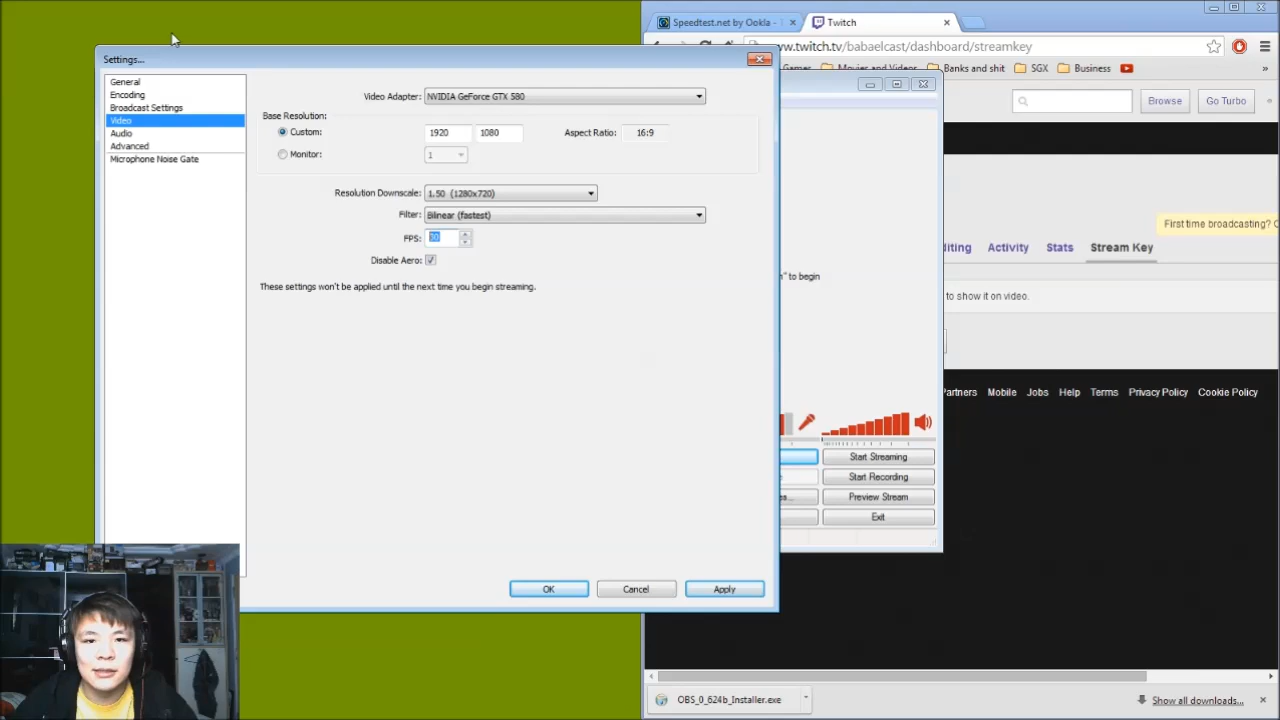 Speedtest.net by Ookla -
Twitch
w.twitch.tv/babaelcast/dashboard/streamkey
Games
Movies and Videos
Banks and shit
SGX
Business
»
Browse
Go Turbo
First time broadcasting?
diting
Activity
Stats
Stream Key
to show it on video.
Partners
Mobile
Jobs
Help
Terms
Privacy Policy
Cookie Policy
Settings...
General
Encoding
Broadcast Settings
Video
Audio
Advanced
Microphone Noise Gate
Video Adapter: NVIDIA GeForce GTX 580
Base Resolution:
Custom: 1920 1080 Aspect Ratio: 16:9
Monitor: 1
Resolution Downscale: 1.50 (1280x720)
Filter: Bilinear (fastest)
FPS: 30
Disable Aero:
These settings won't be applied until the next time you begin streaming.
OK
Cancel
Apply
" to begin
Start Streaming
Start Recording
es...
Preview Stream
Exit
OBS_0_624b_Installer.exe
Show all downloads...